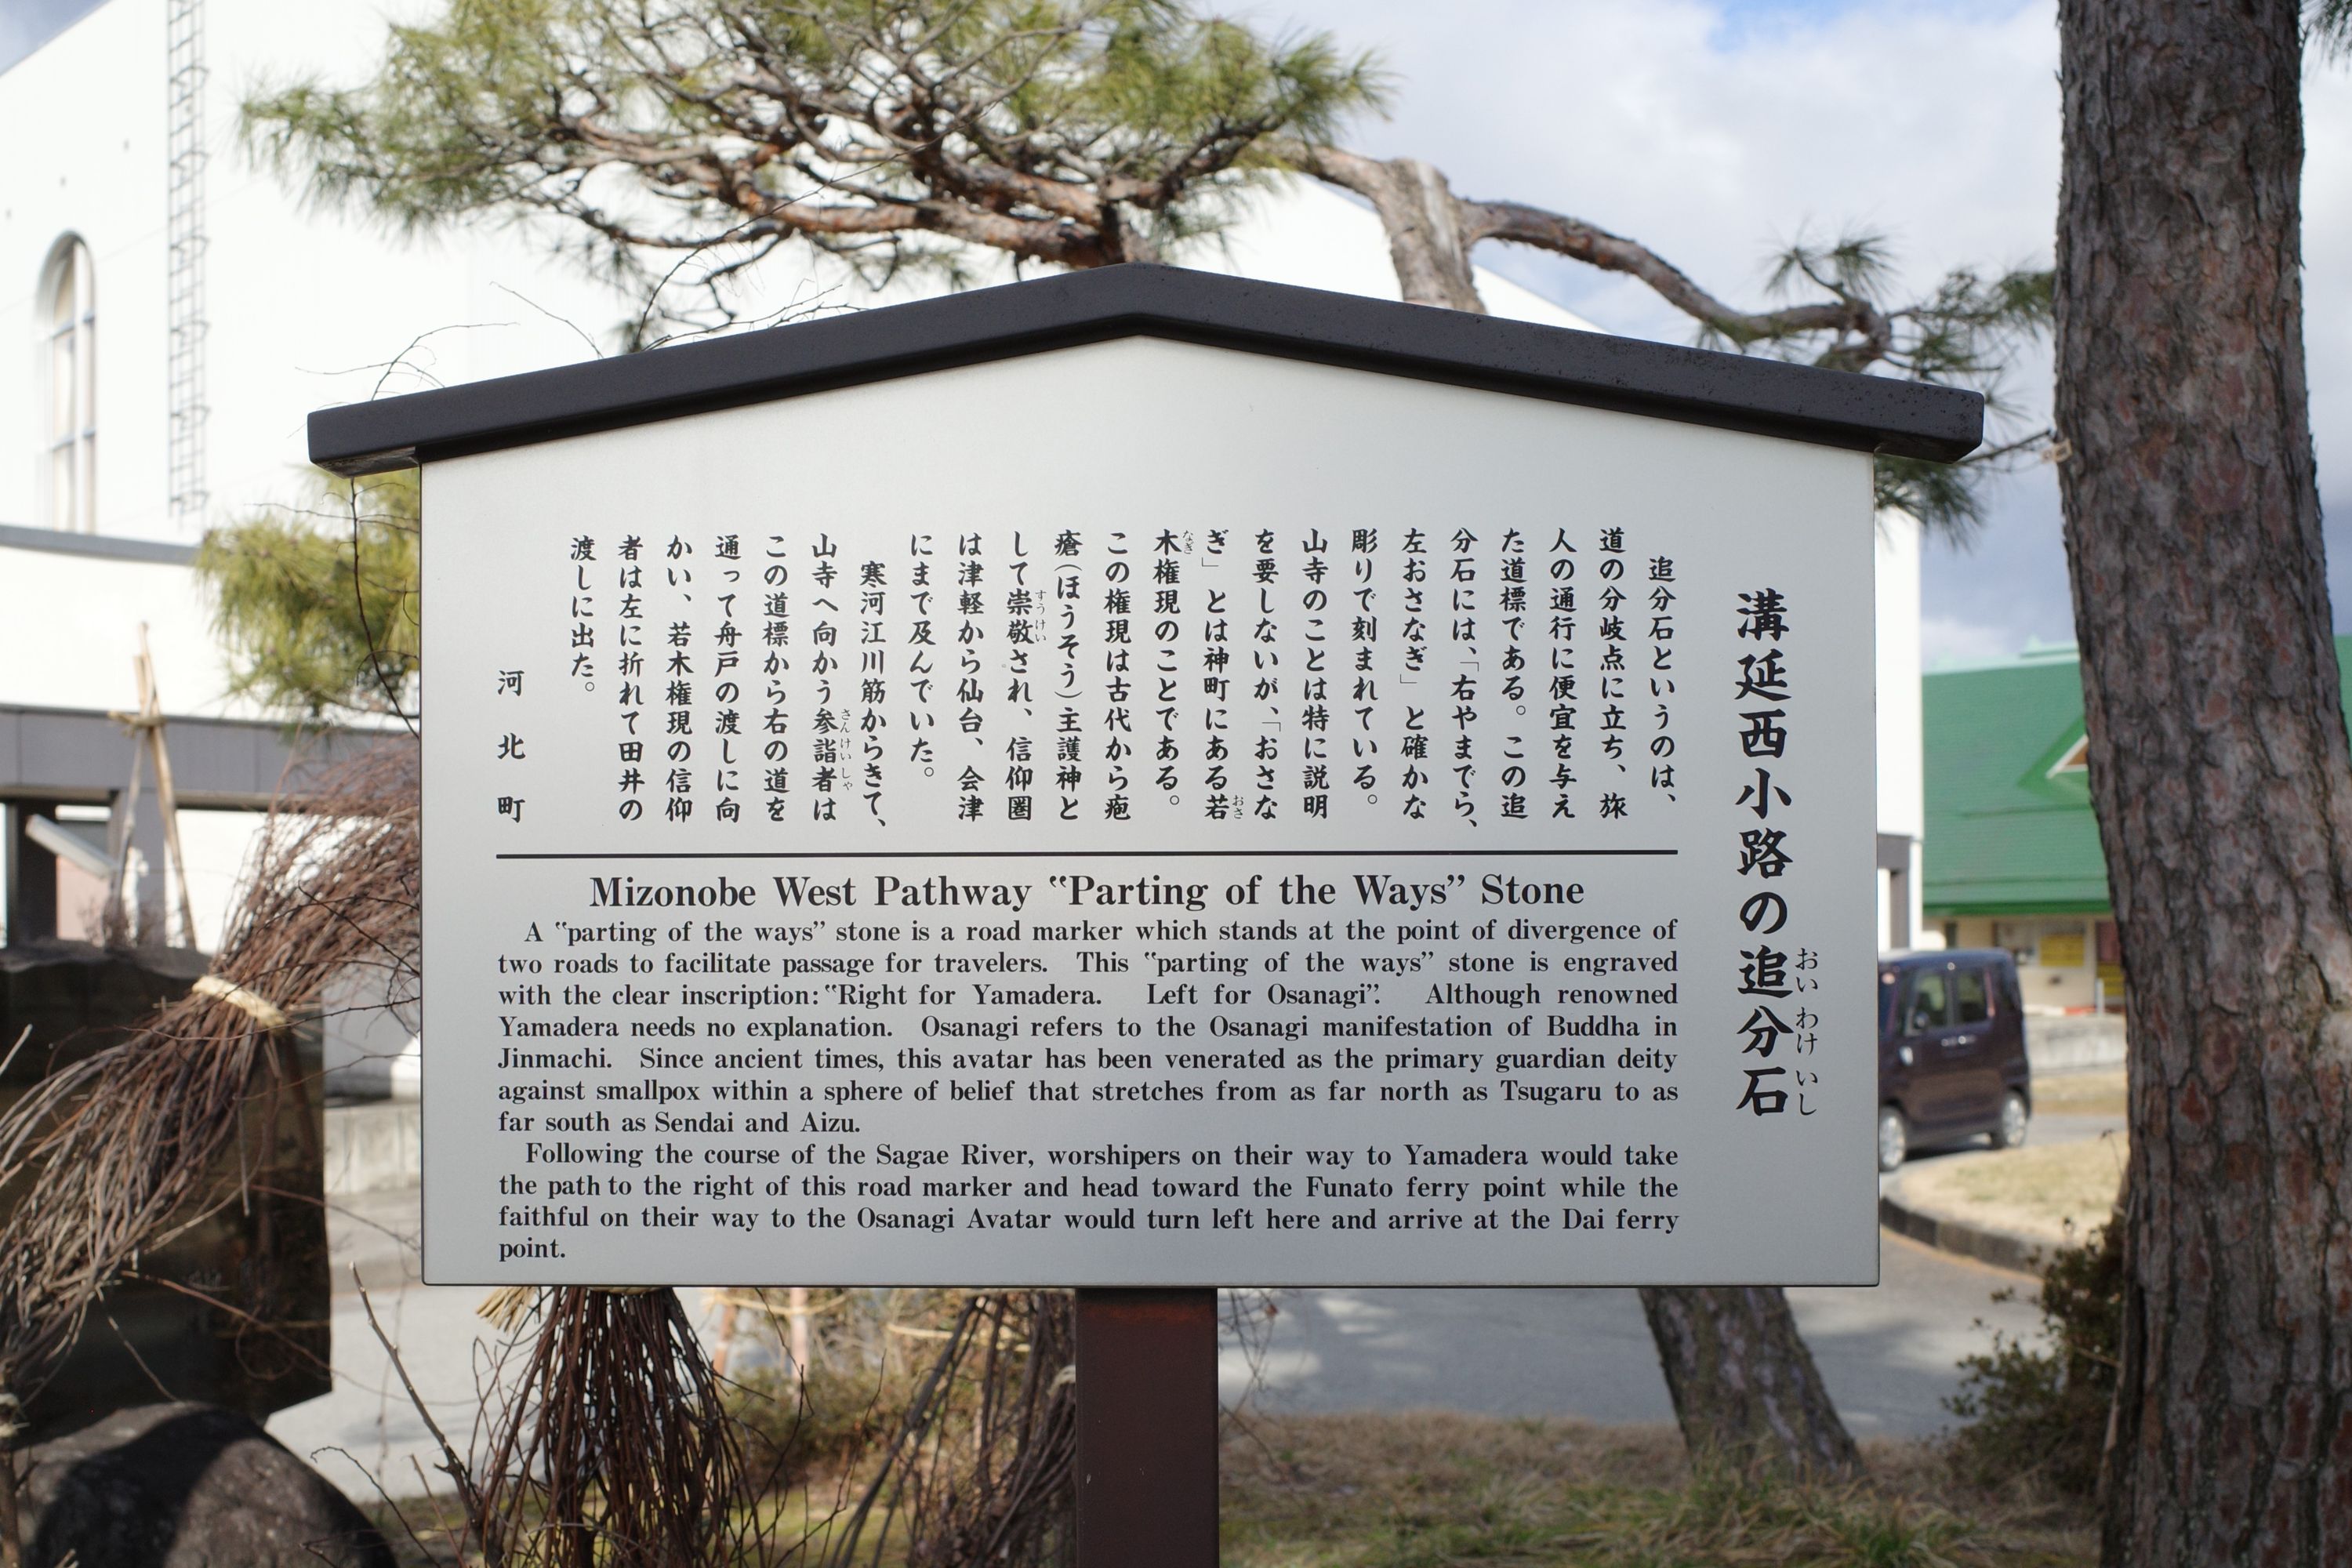 溝延西小路の追分石
おいわけいし
追分石というのは、
道の分岐点に立ち、旅
人の通行に便宜を与え
た道標である。この追
分石には、「右やまでら、
左おさなぎ」と確かな
彫りで刻まれている。
山寺のことは特に説明
を要しないが、「おさな
ぎ」とは神町にある若
おさ
木権現のことである。
なぎ
この権現は古代から疱
瘡(ほうそう)主護神と
して崇敬され、信仰圏
すうけい
は津軽から仙台、会津
にまで及んでいた。
寒河江川筋からきて、
山寺へ向かう参詣者は
さんけいしゃ
この道標から右の道を
通って舟戸の渡しに向
かい、若木権現の信仰
者は左に折れて田井の
渡しに出た。
河北町
Mizonobe West Pathway "Parting of the Ways" Stone
A "parting of the ways" stone is a road marker which stands at the point of divergence of
two roads to facilitate passage for travelers. This "parting of the ways" stone is engraved
with the clear inscription: "Right for Yamadera. Left for Osanagi". Although renowned
Yamadera needs no explanation. Osanagi refers to the Osanagi manifestation of Buddha in
Jinmachi. Since ancient times, this avatar has been venerated as the primary guardian deity
against smallpox within a sphere of belief that stretches from as far north as Tsugaru to as
far south as Sendai and Aizu.
Following the course of the Sagae River, worshipers on their way to Yamadera would take
the path to the right of this road marker and head toward the Funato ferry point while the
faithful on their way to the Osanagi Avatar would turn left here and arrive at the Dai ferry
point.